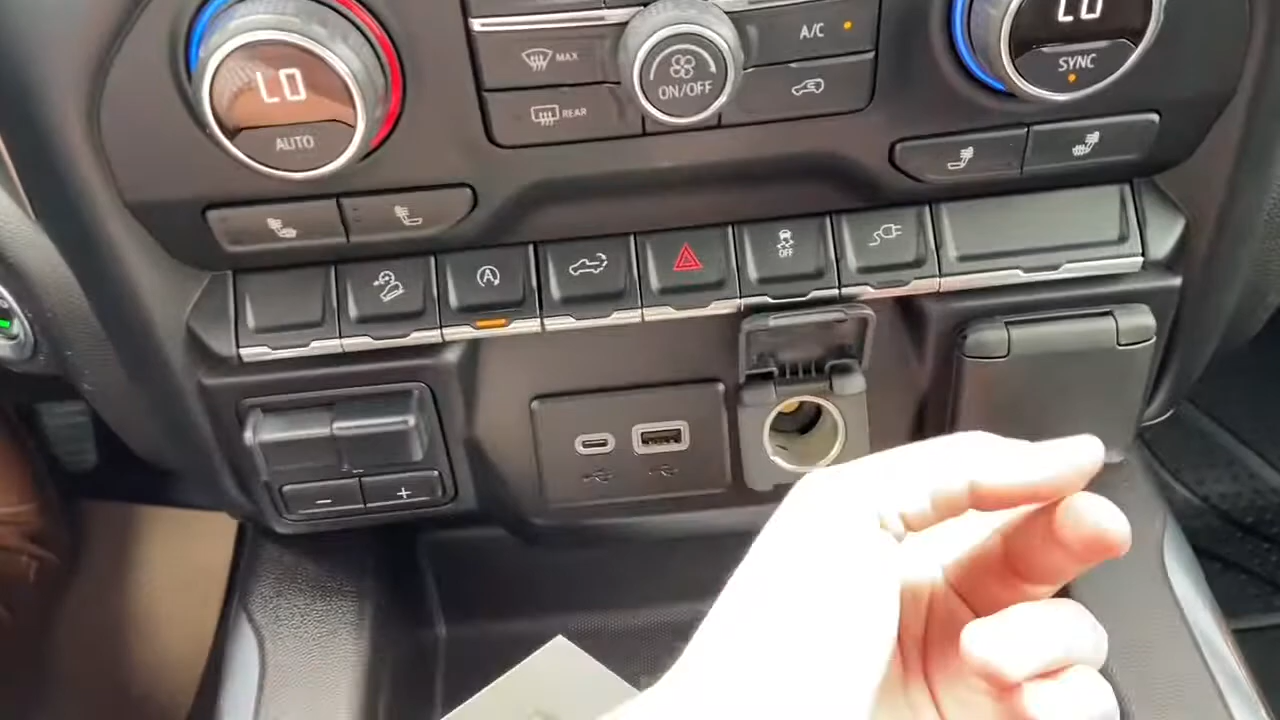 LO
AUTO
MAX
REAR
ON/OFF
A/C
LO
SYNC
A
OFF
- +